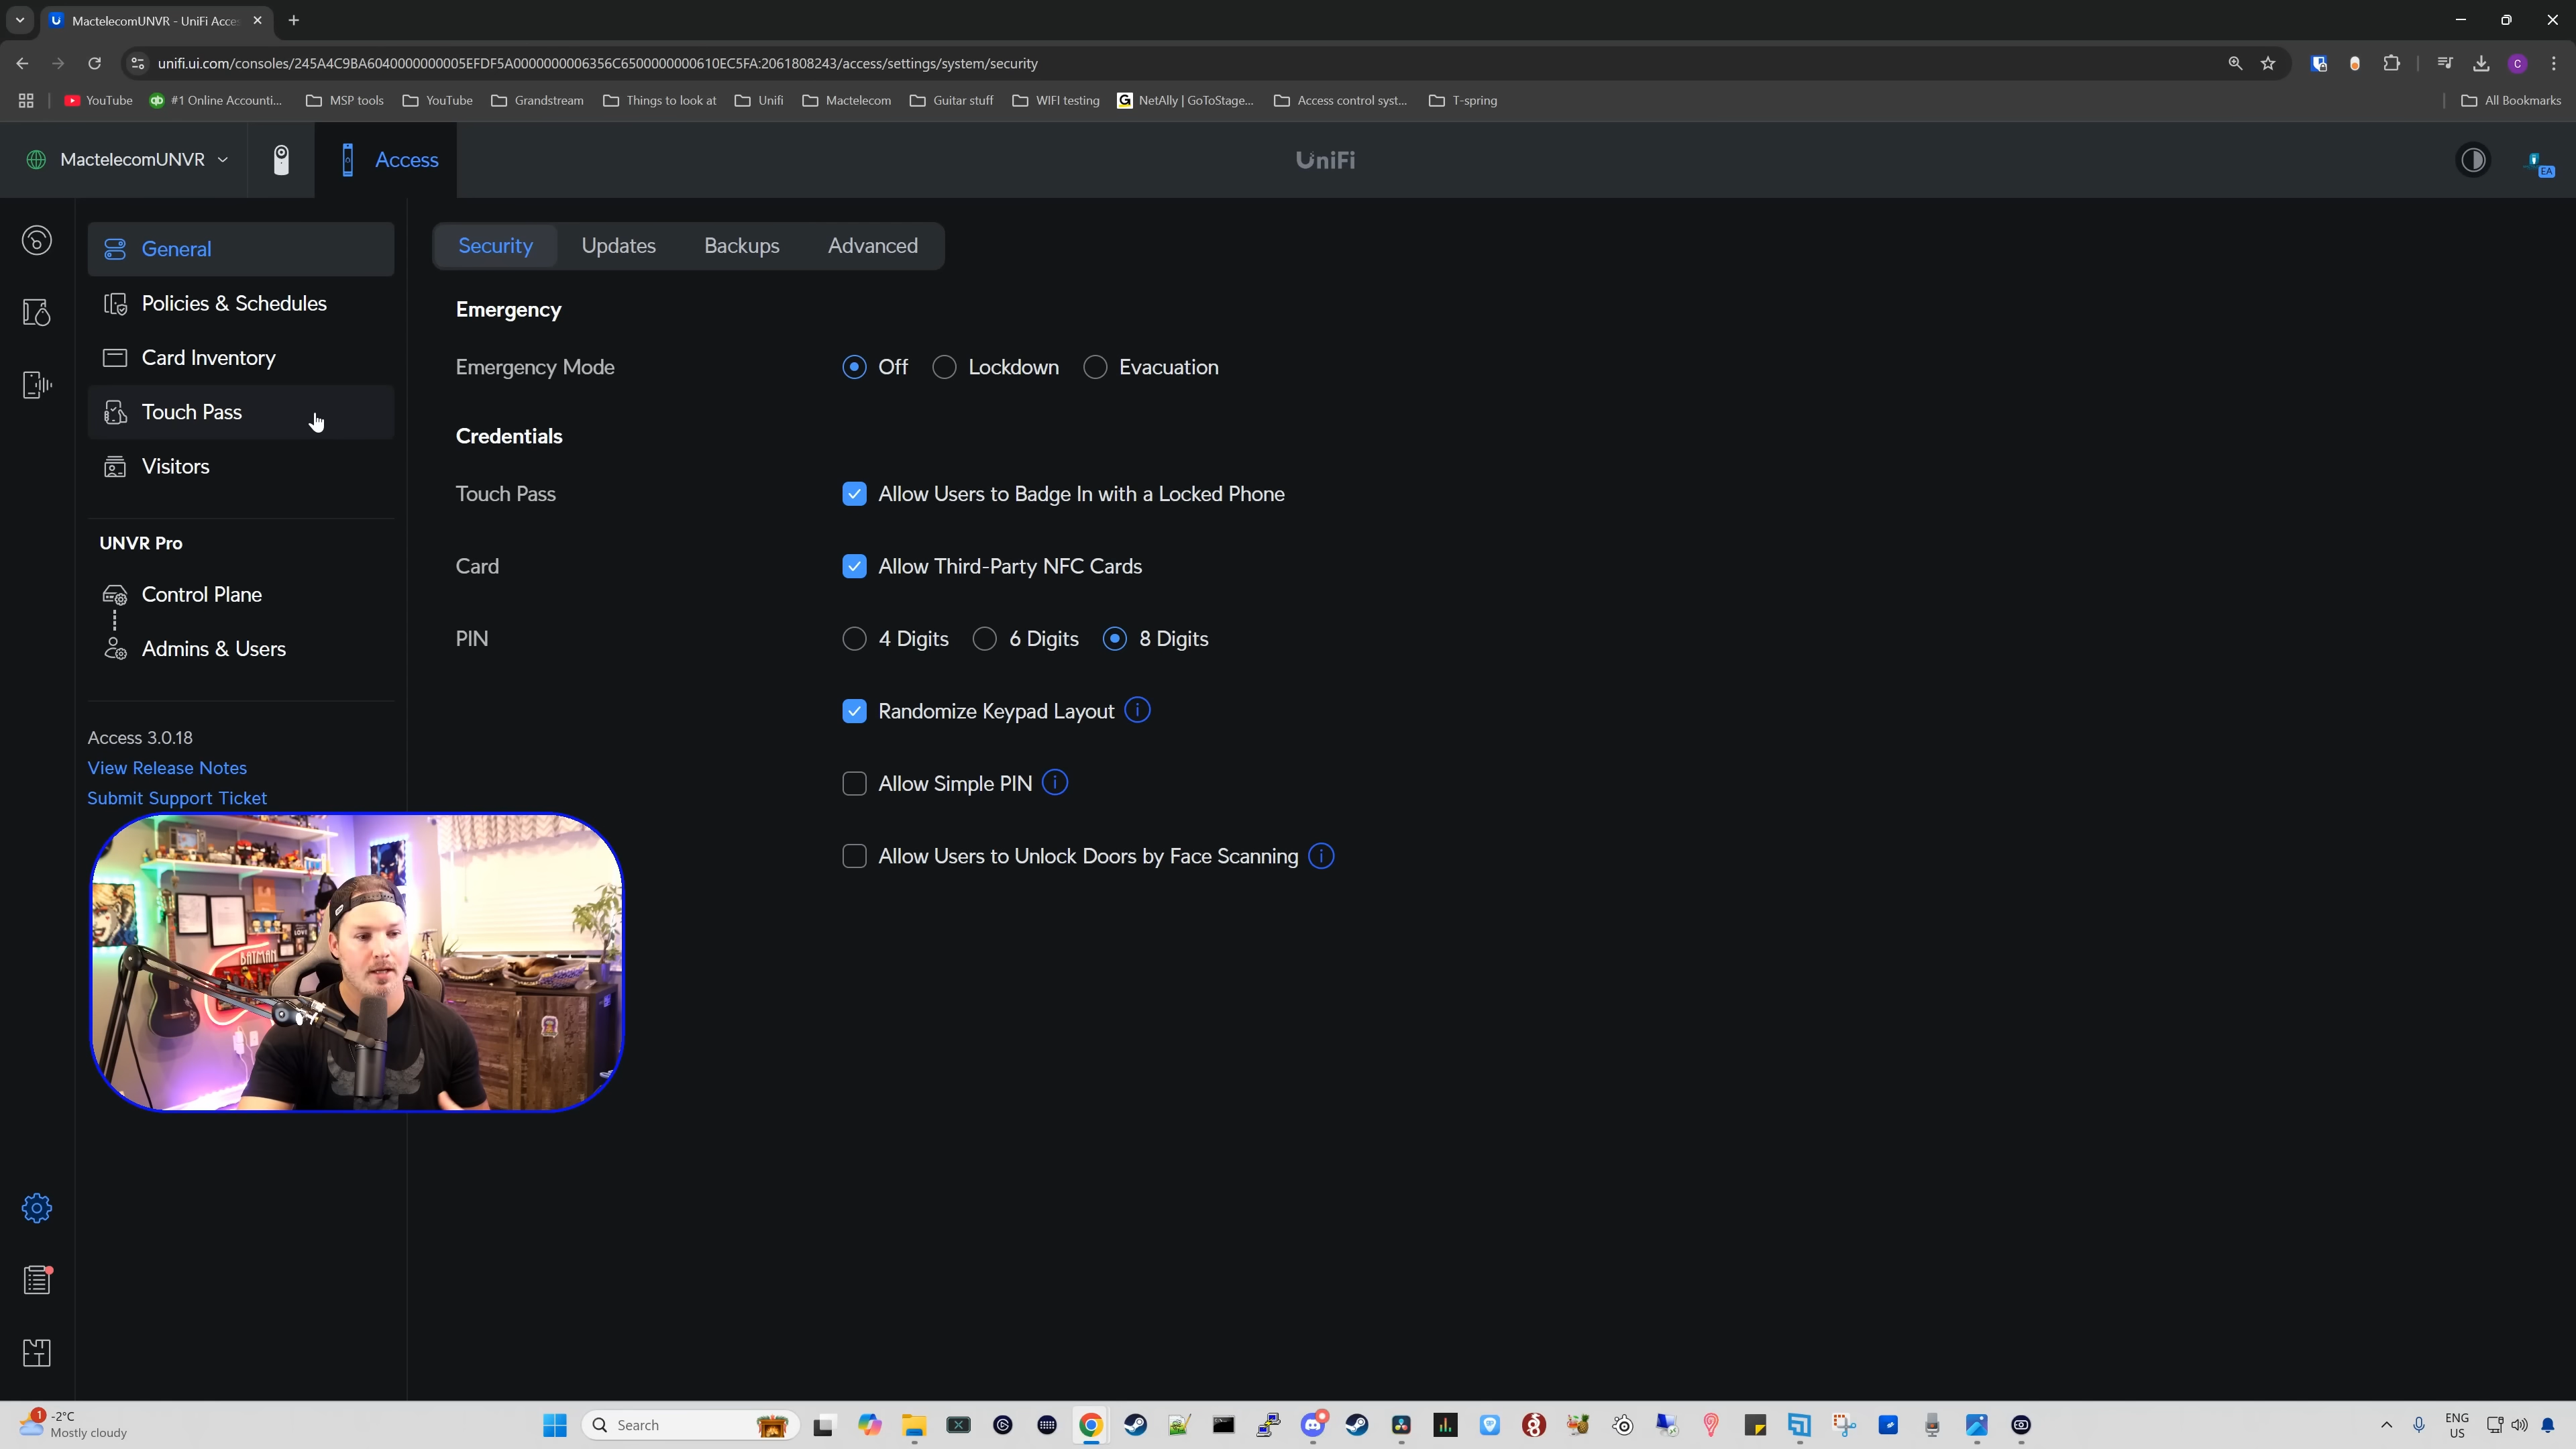 MactelecomUNVR - UniFi Acces
unifi.ui.com/consoles/245A4C9BA6040000000005EFDF5A0000000006356C6500000000610EC5FA:2061808243/access/settings/system/security
C
YouTube
#1 Online Accounti...
MSP tools
YouTube
Grandstream
Things to look at
Unifi
Mactelecom
Guitar stuff
WIFI testing
NetAlly | GoToStage...
Access control syst...
T-spring
All Bookmarks
MactelecomUNVR
Access
UniFi
EA
General
Policies & Schedules
Card Inventory
Touch Pass
Visitors
UNVR Pro
Control Plane
Admins & Users
Access 3.0.18
View Release Notes
Submit Support Ticket
Security
Updates
Backups
Advanced
Emergency
Emergency Mode
Off
Lockdown
Evacuation
Credentials
Touch Pass
Allow Users to Badge In with a Locked Phone
Card
Allow Third-Party NFC Cards
PIN
4 Digits
6 Digits
8 Digits
Randomize Keypad Layout
Allow Simple PIN
Allow Users to Unlock Doors by Face Scanning
BATMAN
LOVE
1
-2°C
Mostly cloudy
Search
ENG
US